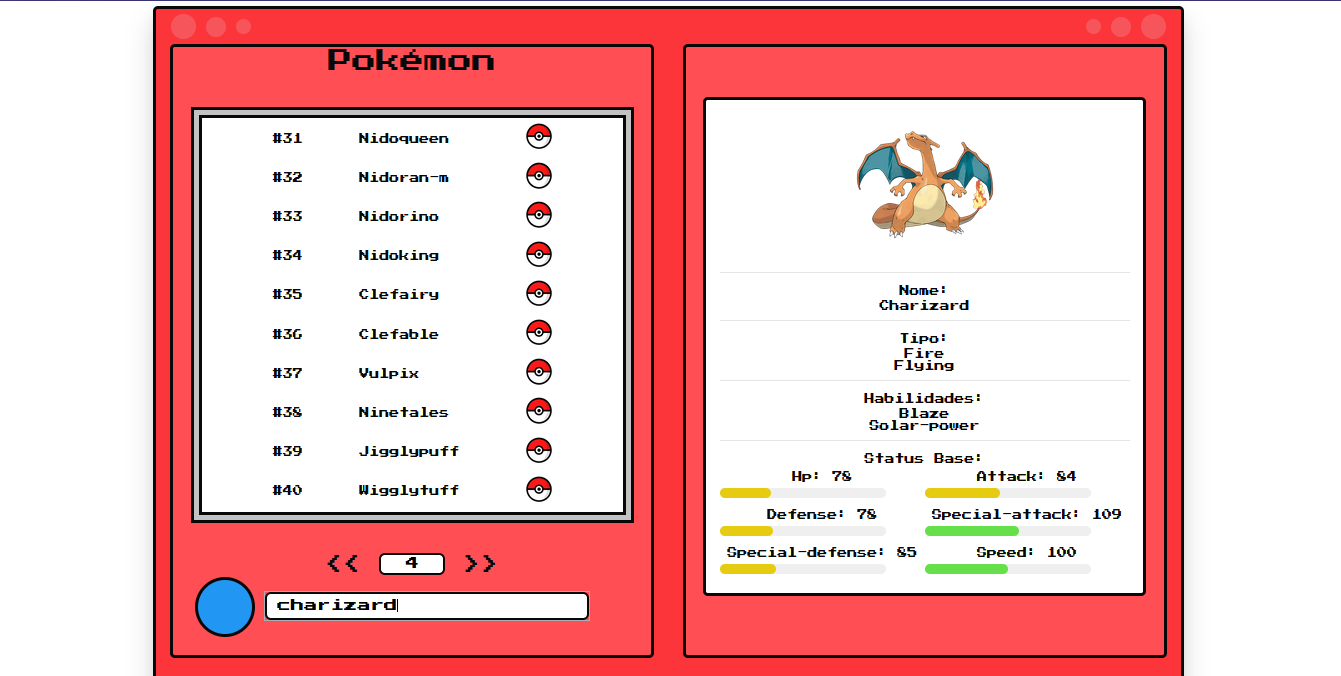 Pokémon
#31 Nidoqueen
#32 Nidoran-m
#33 Nidorino
#34 Nidoking
#35 Clefairy
#36 Clefable
#37 Vulpix
#38 Ninetales
#39 Jigglypuff
#40 Wigglytuff
<< 4 >>
charizard
Nome:
Charizard
Tipo:
Fire
Flying
Habilidades:
Blaze
Solar-power
Status Base:
Hp: 78 Attack: 84
Defense: 78 Special-attack: 109
Special-defense: 85 Speed: 100